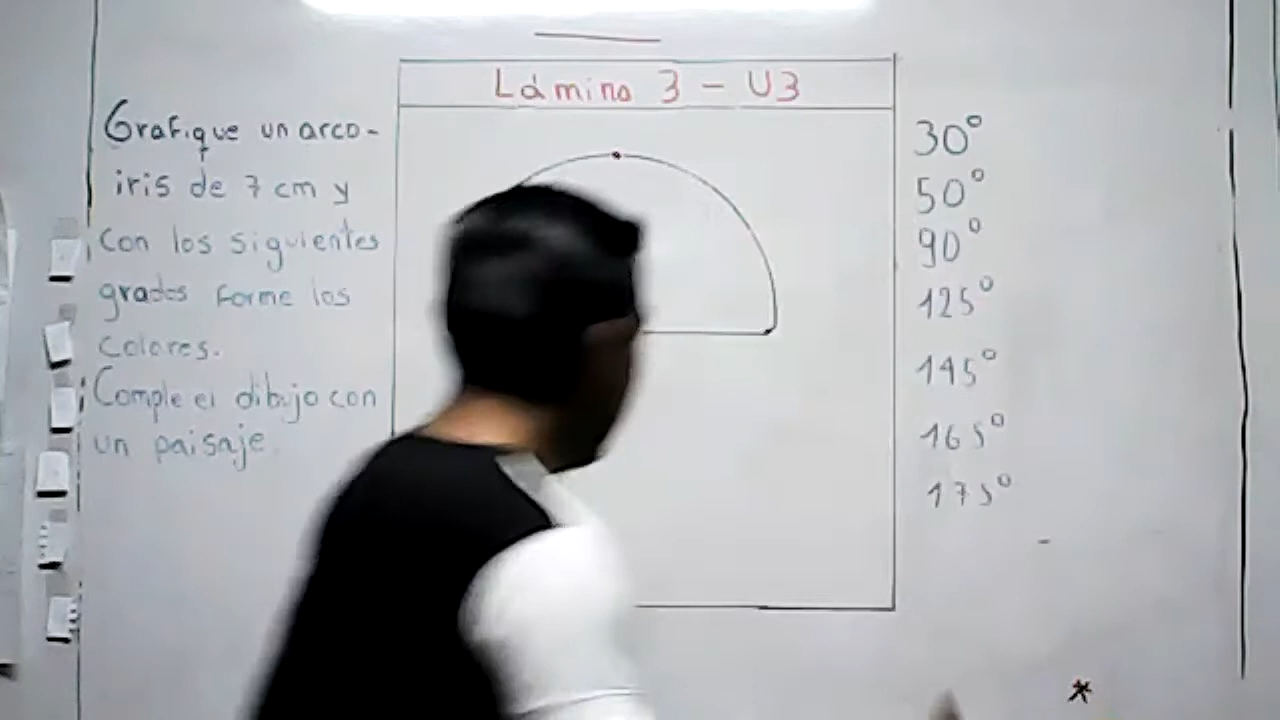 Lámina 3 - U3
Grafique un arco-
iris de 7 cm y
con los siguientes
grados forme los
colores.
Comple el dibujo con
un paisaje
30°
50°
90°
125°
145°
165°
175°